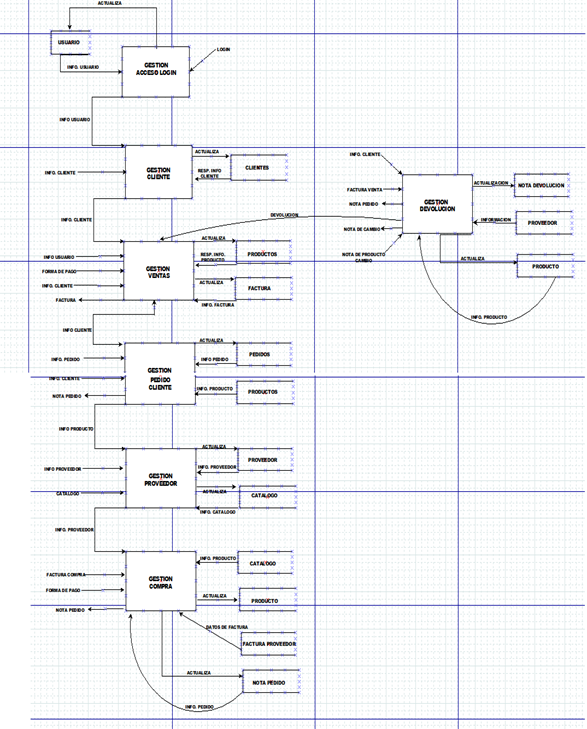 ACTUALIZA
USUARIO
INFO. USUARIO
GESTION
ACCESO LOGIN
LOGIN
INFO USUARIO
INFO. CLIENTE
GESTION
CLIENTE
ACTUALIZA
RESP. INFO
CLIENTE
CLIENTES
INFO. CLIENTE
INFO. CLIENTE
FACTURA VENTA
NOTA PEDIDO
NOTA DE CAMBIO
NOTA DE PRODUCTO
CAMBIO
GESTION
DEVOLUCION
ACTUALIZACION
NOTA DEVOLUCION
INFORMACION
PROVEEDOR
ACTUALIZA
PRODUCTO
INFO. PRODUCTO
DEVOLUCION
INFO USUARIO
FORMA DE PAGO
INFO. CLIENTE
FACTURA
GESTION
VENTAS
ACTUALIZA
RESP. INFO.
PRODUCTO
PRODUCTOS
ACTUALIZA
FACTURA
INFO. FACTURA
INFO CLIENTE
INFO. PEDIDO
INFO. CLIENTE
NOTA PEDIDO
GESTION
PEDIDO
CLIENTE
ACTUALIZA
INFO PEDIDO
PEDIDOS
INFO. PRODUCTO
PRODUCTOS
INFO PRODUCTO
INFO PROVEEDOR
CATALOGO
GESTION
PROVEEDOR
ACTUALIZA
INFO. PROVEEDOR
PROVEEDOR
ACTUALIZA
CATALOGO
INFO. CATALOGO
INFO. PROVEEDOR
FACTURA COMPRA
FORMA DE PAGO
NOTA PEDIDO
GESTION
COMPRA
INFO. PRODUCTO
CATALOGO
ACTUALIZA
PRODUCTO
DATOS DE FACTURA
FACTURA PROVEEDOR
ACTUALIZA
NOTA PEDIDO
INFO. PEDIDO